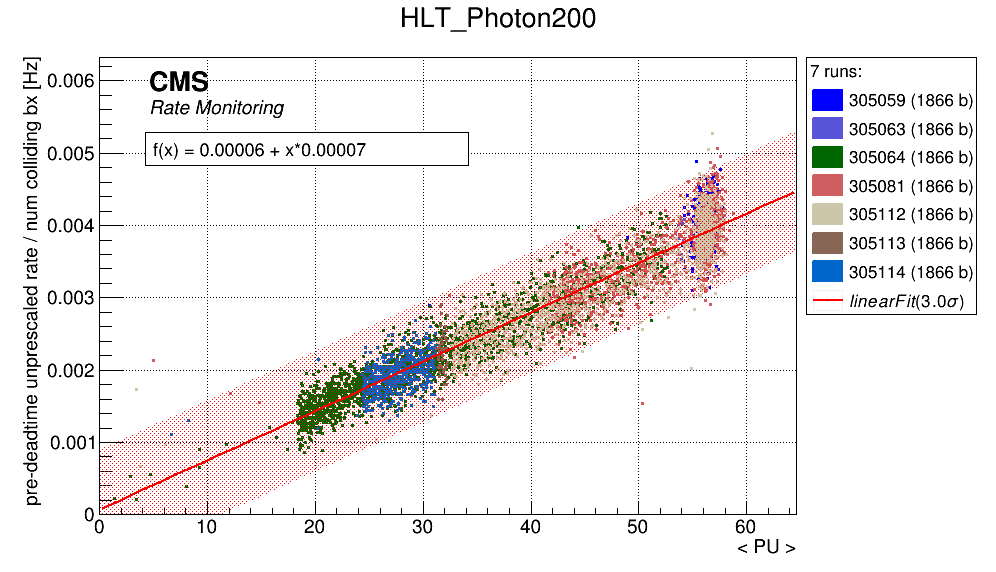 HLT_Photon200
pre-deadtime unprescaled rate / num colliding bx [Hz]
0.006
0.005
0.004
0.003
0.002
0.001
0
CMS
Rate Monitoring
f(x) = 0.00006 + x*0.00007
0 10 20 30 40 50 60
< PU >
7 runs:
305059 (1866 b)
305063 (1866 b)
305064 (1866 b)
305081 (1866 b)
305112 (1866 b)
305113 (1866 b)
305114 (1866 b)
linearFit(3.0σ)